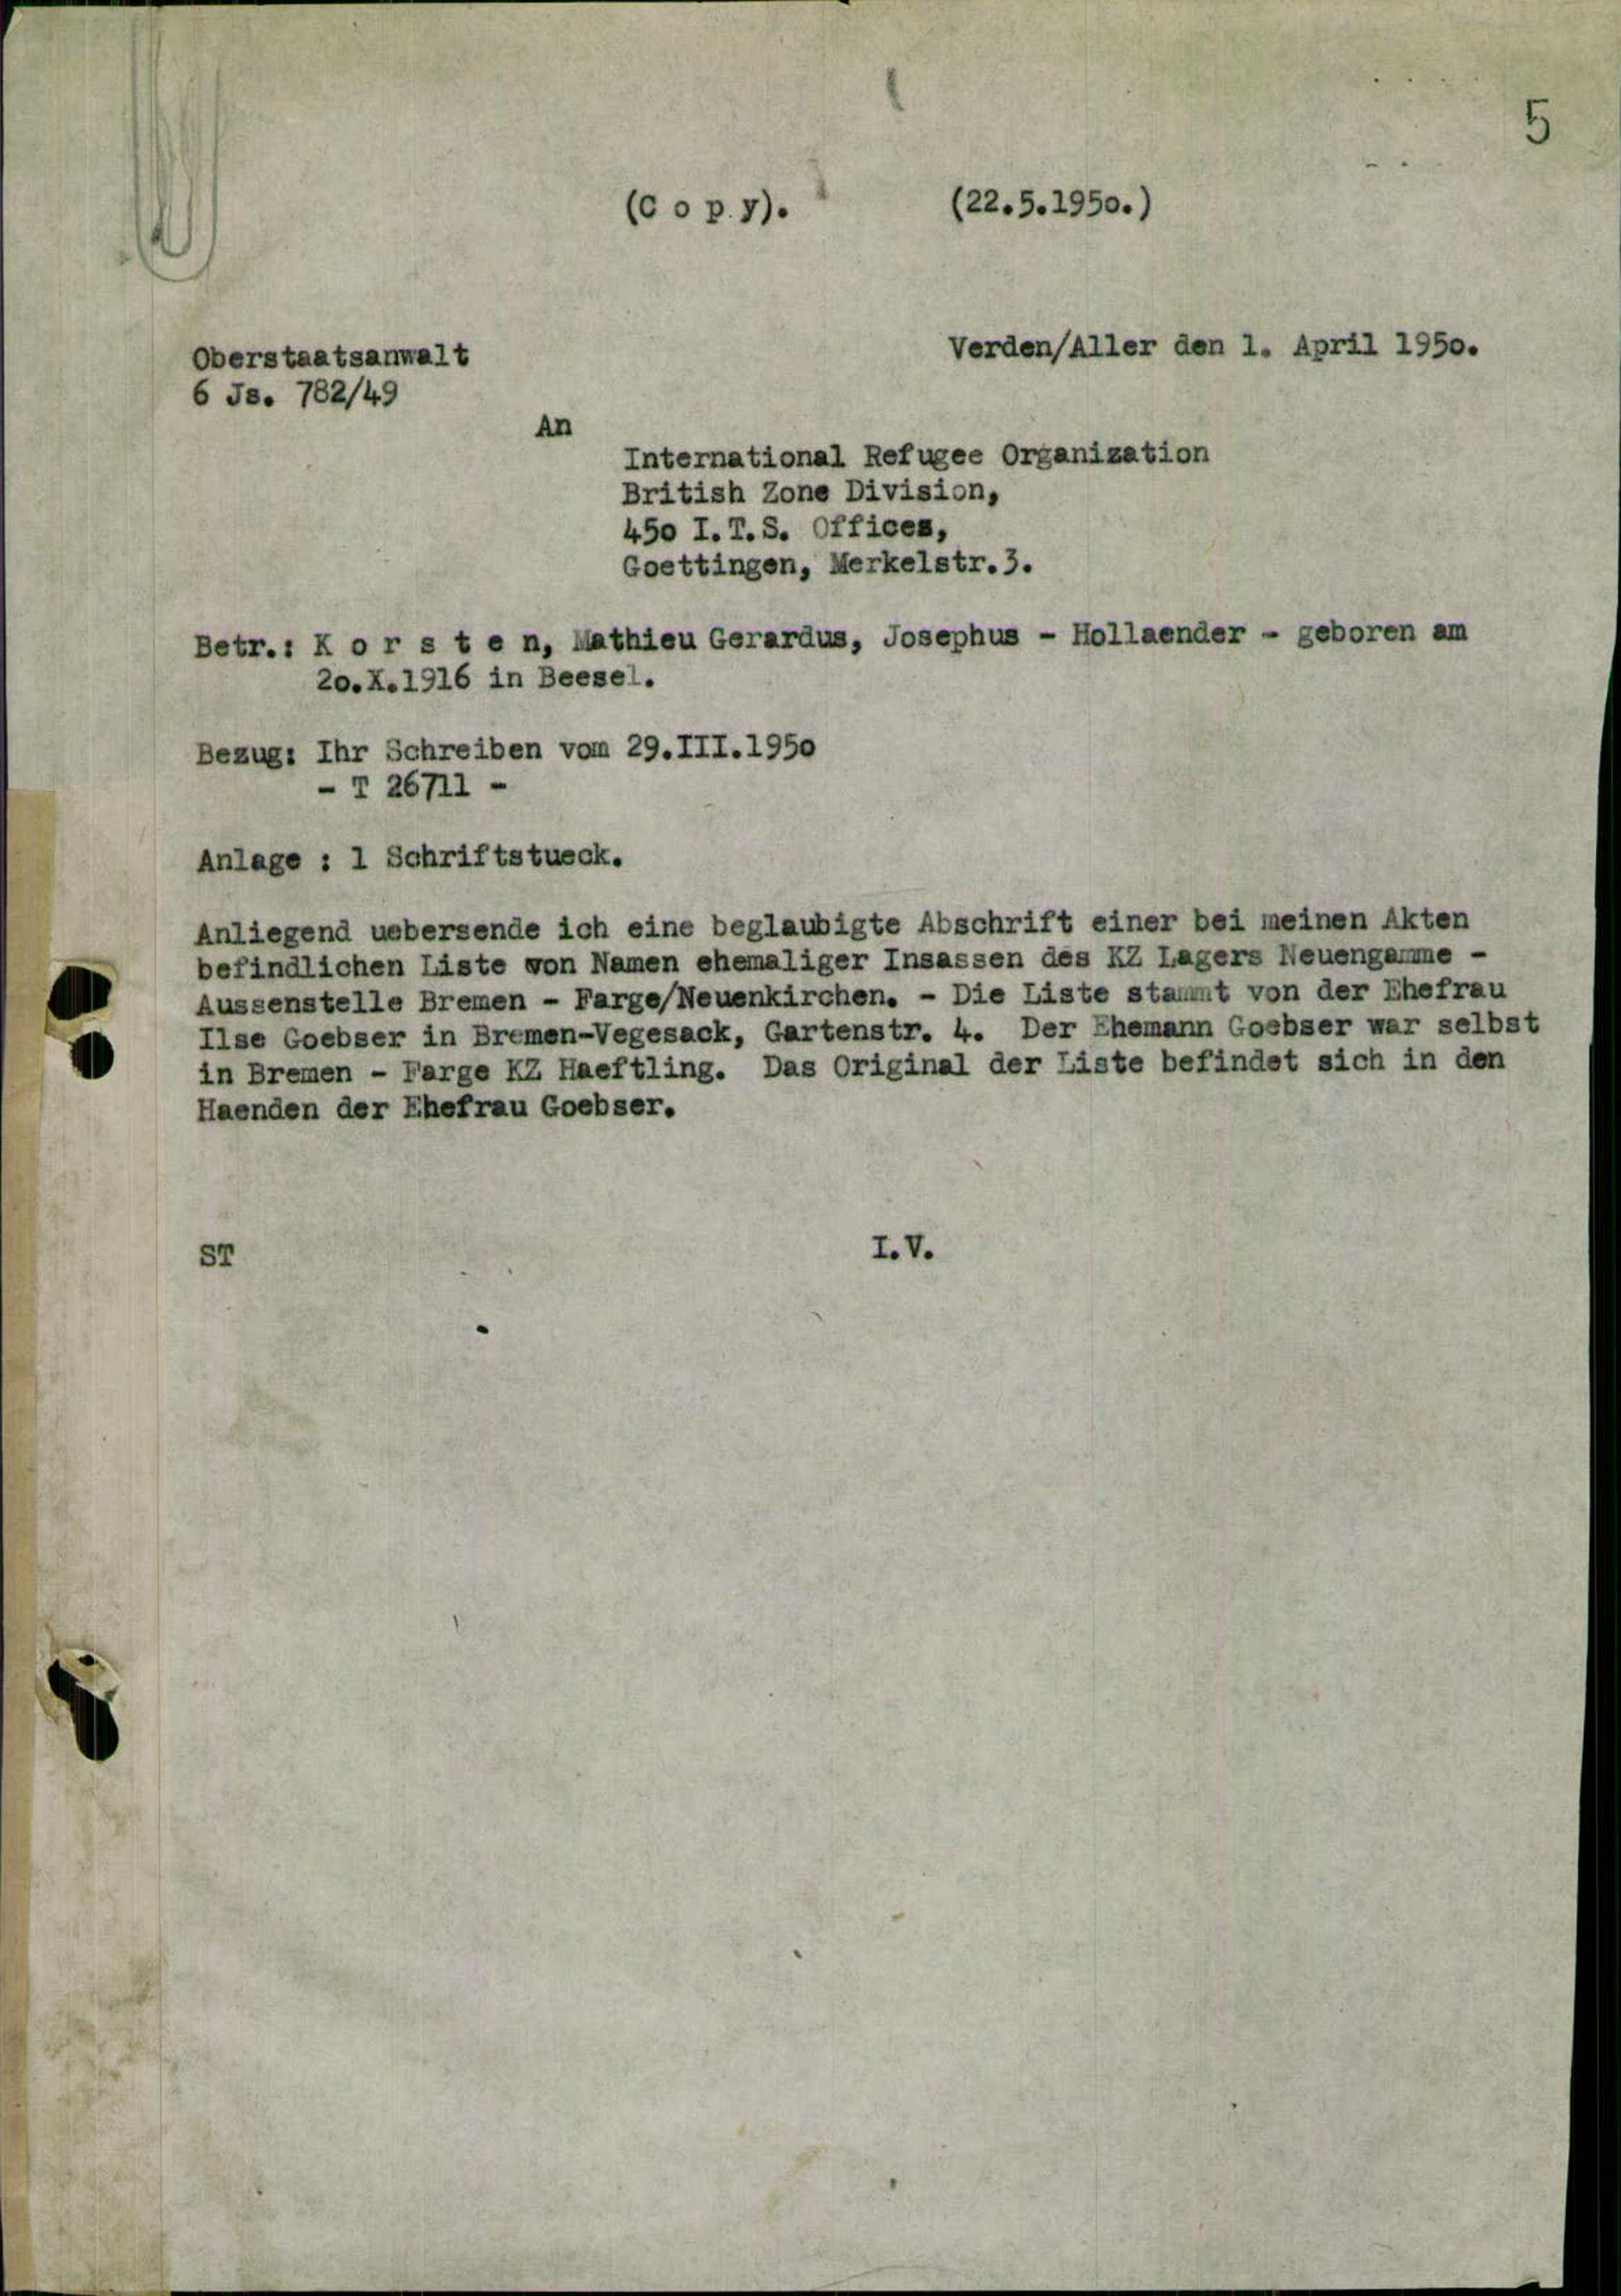 5
(C o p y). (22.5.1950.)
Oberstaatsanwalt Verden/Aller den 1. April 1950.
6 Js. 782/49
An
International Refugee Organization
British Zone Division,
450 I.T.S. Offices,
Goettingen, Merkelstr.3.
Betr.: K o r s t e n, Mathieu Gerardus, Josephus - Hollaender - geboren am
20.X.1916 in Beesel.
Bezug: Ihr Schreiben vom 29.III.1950
- T 26711 -
Anlage : 1 Schriftstueck.
Anliegend uebersende ich eine beglaubigte Abschrift einer bei meinen Akten
befindlichen Liste von Namen ehemaliger Insassen des KZ Lagers Neuengamme -
Aussenstelle Bremen - Farge/Neuenkirchen. - Die Liste stammt von der Ehefrau
Ilse Goebser in Bremen-Vegesack, Gartenstr. 4. Der Ehemann Goebser war selbst
in Bremen - Farge KZ Haeftling. Das Original der Liste befindet sich in den
Haenden der Ehefrau Goebser.
ST I.V.